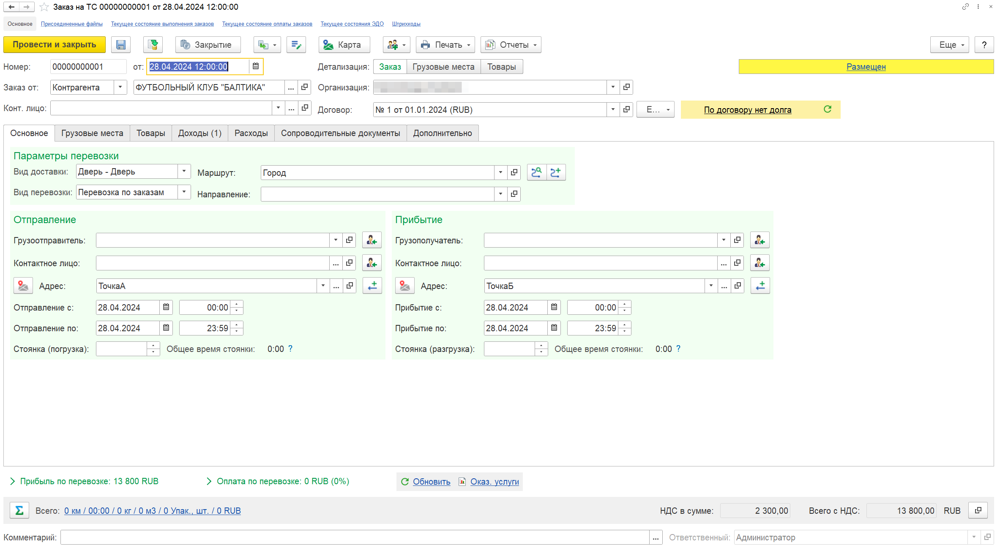 Заказ на ТС 00000000001 от 28.04.2024 12:00:00
Основное Присоединенные файлы Текущее состояние выполнения заказов Текущее состояние оплаты заказов Текущее состояния ЭДО Штрихкоды
Провести и закрыть Закрытие Карта Печать Отчеты Еще ?
Номер: 00000000001 от: 28.04.2024 12:00:00 Детализация: Заказ Грузовые места Товары Размещен
Заказ от: Контрагента ФУТБОЛЬНЫЙ КЛУБ "БАЛТИКА" ... Организация:
Конт. лицо: ... Договор: № 1 от 01.01.2024 (RUB) Е... По договору нет долга
Основное Грузовые места Товары Доходы (1) Расходы Сопроводительные документы Дополнительно
Параметры перевозки
Вид доставки: Дверь - Дверь Маршрут: Город
Вид перевозки: Перевозка по заказам Направление:
Отправление
Грузоотправитель:
Контактное лицо: ...
Адрес: ТочкаА ...
Отправление с: 28.04.2024 00:00
Отправление по: 28.04.2024 23:59
Стоянка (погрузка): Общее время стоянки: 0:00 ?
Прибытие
Грузополучатель:
Контактное лицо: ...
Адрес: ТочкаБ ...
Прибытие с: 28.04.2024 00:00
Прибытие по: 28.04.2024 23:59
Стоянка (разгрузка): Общее время стоянки: 0:00 ?
Прибыль по перевозке: 13 800 RUB Оплата по перевозке: 0 RUB (0%) Обновить Оказ. услуги
Всего: 0 км / 00:00 / 0 кг / 0 м3 / 0 Упак., шт. / 0 RUB НДС в сумме: 2 300,00 Всего с НДС: 13 800,00 RUB
Комментарий: ... Ответственный: Администратор